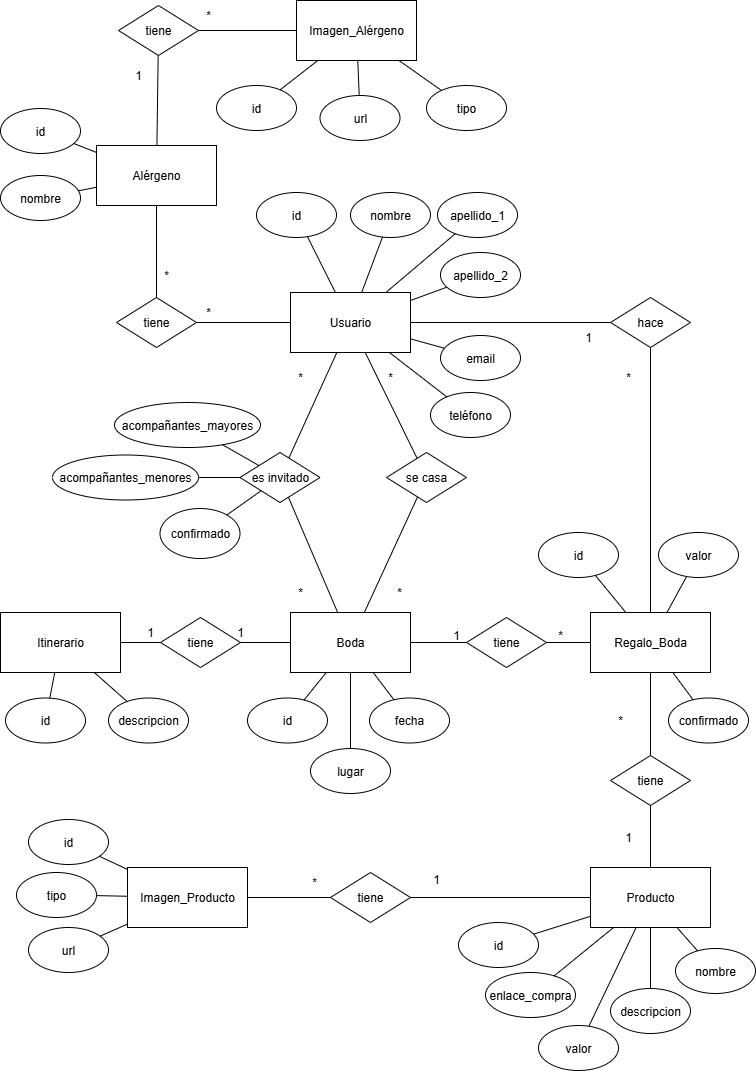 tiene
*
Imagen_Alérgeno
1
id
url
tipo
id
Alérgeno
nombre
id
nombre
apellido_1
apellido_2
*
tiene
*
Usuario
1
hace
email
teléfono
*
*
*
acompañantes_mayores
acompañantes_menores
es invitado
se casa
confirmado
id
valor
*
*
Itinerario
1
tiene
1
Boda
1
tiene
*
Regalo_Boda
id
descripcion
id
fecha
lugar
*
confirmado
tiene
1
id
tipo
url
Imagen_Producto
*
tiene
1
Producto
id
enlace_compra
valor
descripcion
nombre